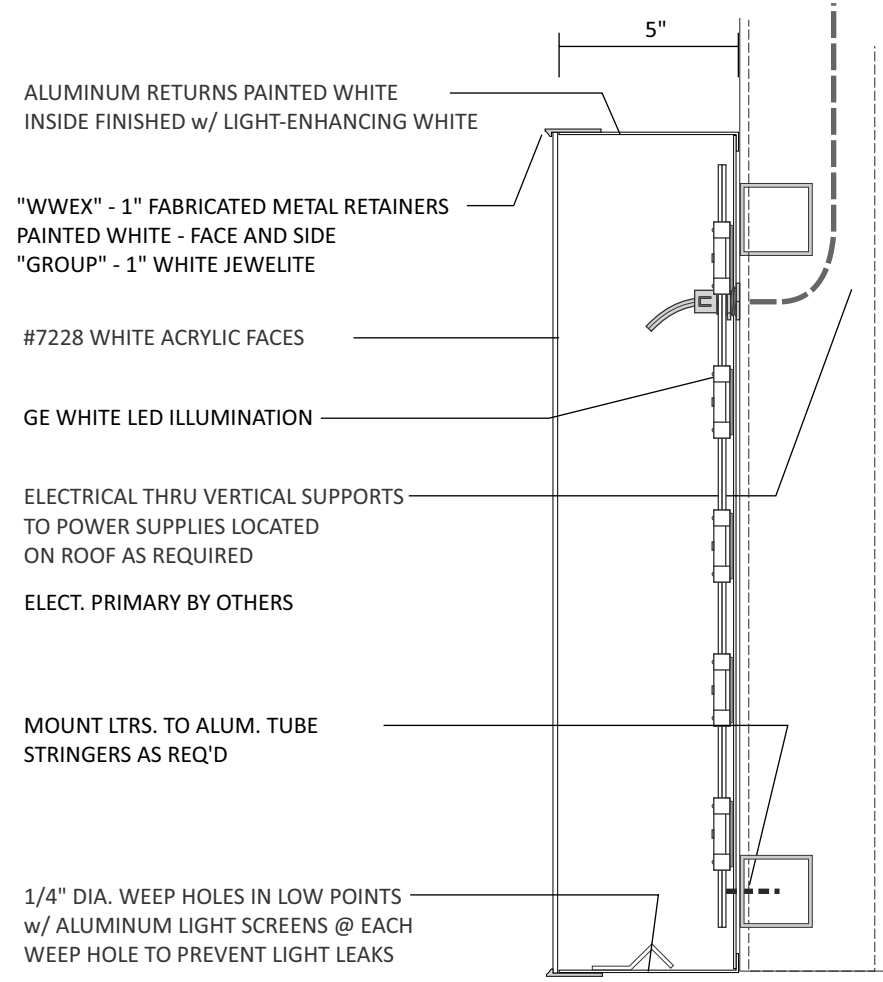 5"
ALUMINUM RETURNS PAINTED WHITE
INSIDE FINISHED w/ LIGHT-ENHANCING WHITE
"WWEX" - 1" FABRICATED METAL RETAINERS
PAINTED WHITE - FACE AND SIDE
"GROUP" - 1" WHITE JEWELITE
#7228 WHITE ACRYLIC FACES
GE WHITE LED ILLUMINATION
ELECTRICAL THRU VERTICAL SUPPORTS
TO POWER SUPPLIES LOCATED
ON ROOF AS REQUIRED
ELECT. PRIMARY BY OTHERS
MOUNT LTRS. TO ALUM. TUBE
STRINGERS AS REQ'D
1/4" DIA. WEEP HOLES IN LOW POINTS
w/ ALUMINUM LIGHT SCREENS @ EACH
WEEP HOLE TO PREVENT LIGHT LEAKS